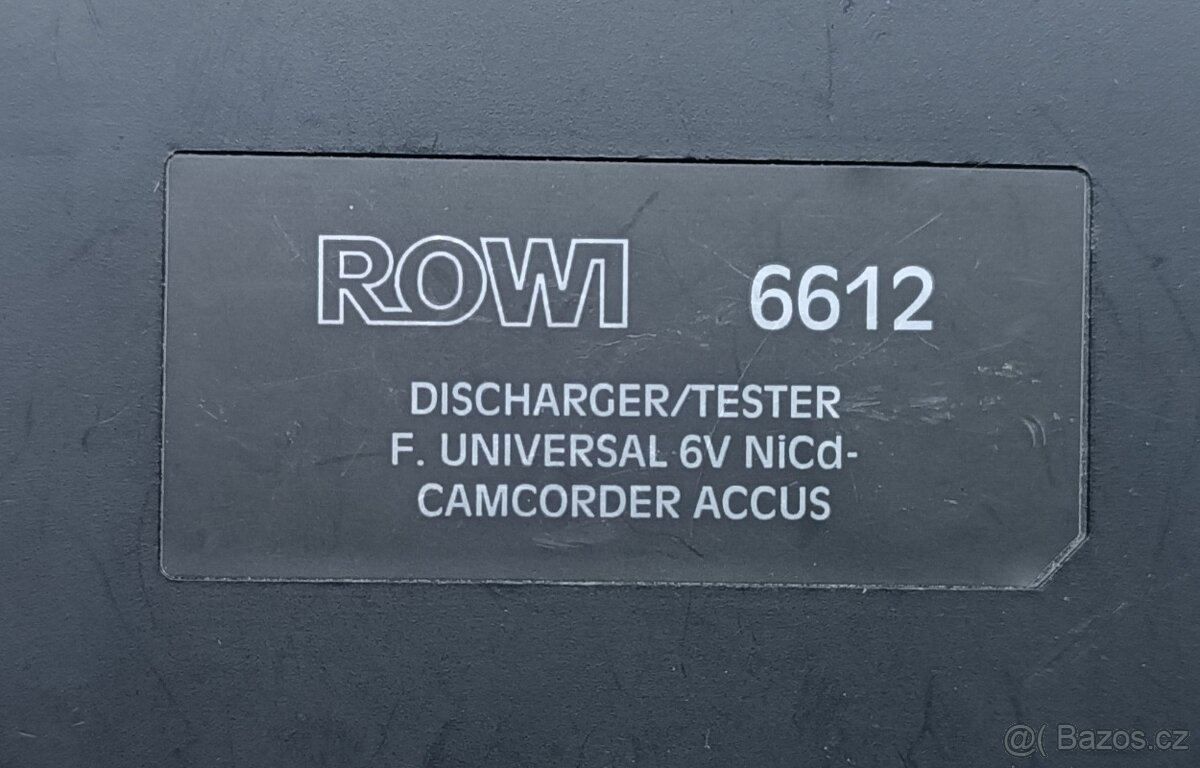 ROWI 6612
DISCHARGER/TESTER
F. UNIVERSAL 6V NiCd-
CAMCORDER ACCUS
@( Bazos.cz